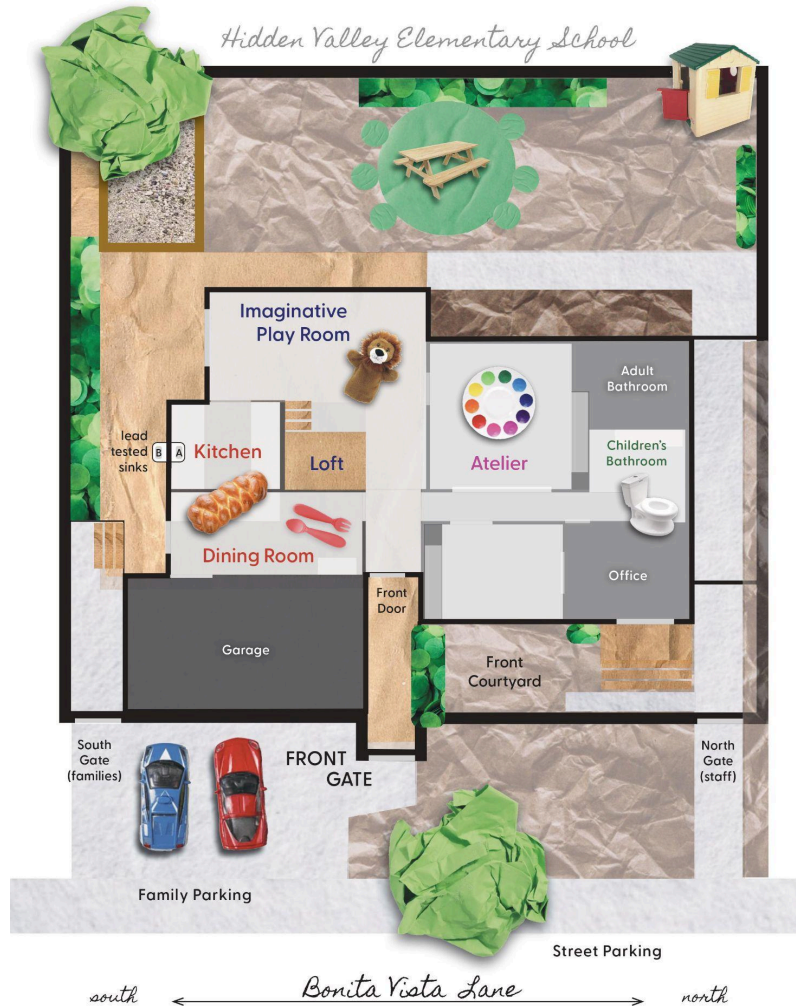 Hidden Valley Elementary School
Imaginative
Play Room
Adult
Bathroom
lead
tested
sinks
B A
Kitchen
Loft
Atelier
Children's
Bathroom
Dining Room
Office
Front
Door
Garage
Front
Courtyard
South
Gate
(families)
FRONT
GATE
North
Gate
(staff)
Family Parking
Street Parking
south
Bonita Vista Lane
north